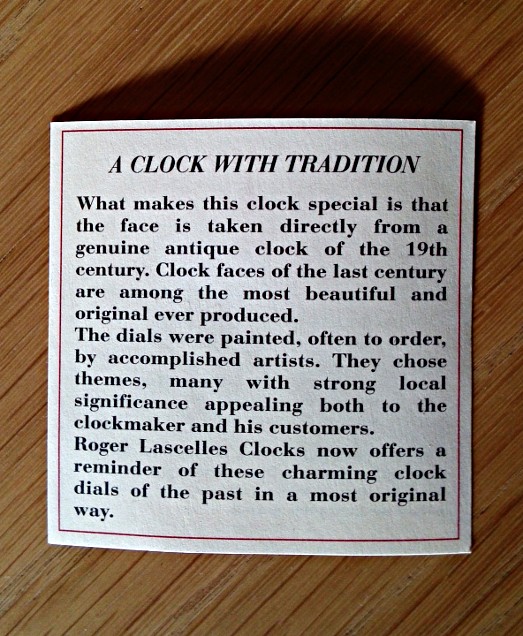 A CLOCK WITH TRADITION
What makes this clock special is that
the face is taken directly from a
genuine antique clock of the 19th
century. Clock faces of the last century
are among the most beautiful and
original ever produced.
The dials were painted, often to order,
by accomplished artists. They chose
themes, many with strong local
significance appealing both to the
clockmaker and his customers.
Roger Lascelles Clocks now offers a
reminder of these charming clock
dials of the past in a most original
way.